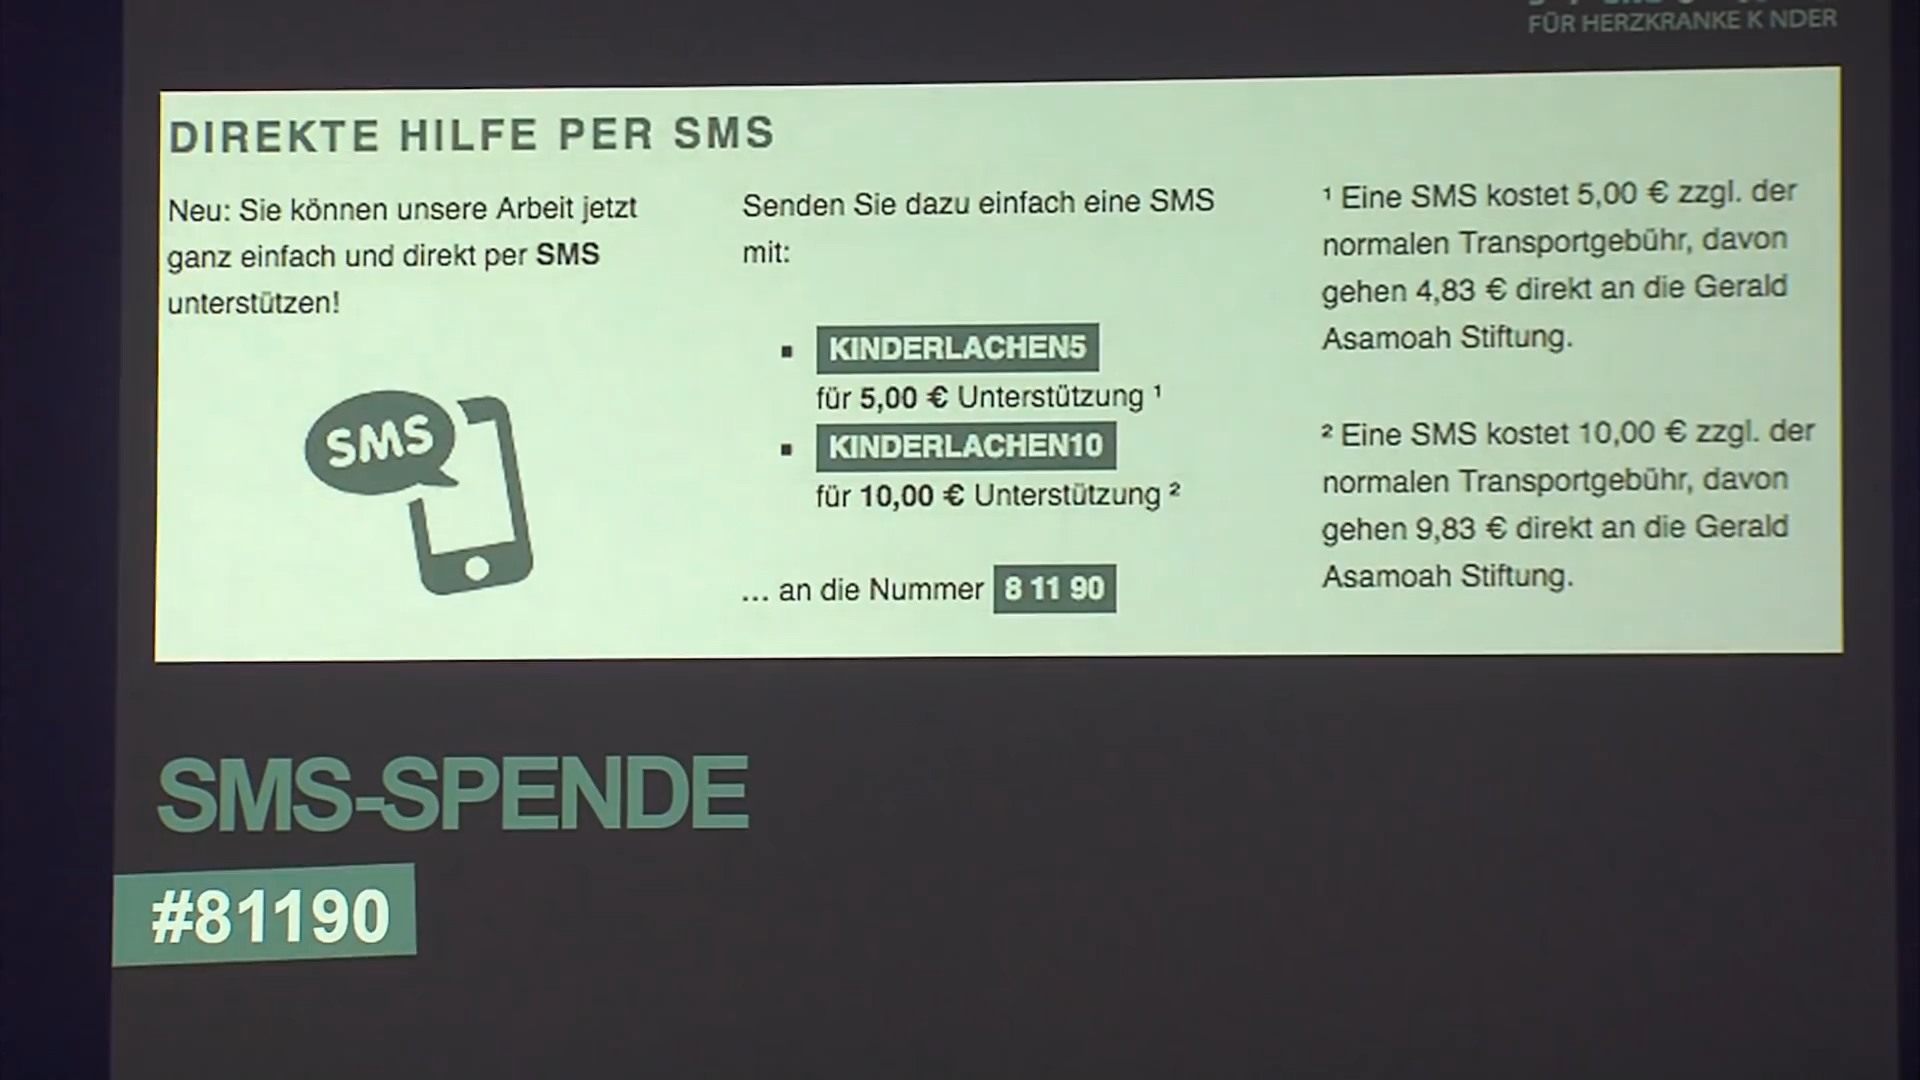 FÜR HERZKRANKE K NDER
DIREKTE HILFE PER SMS
Neu: Sie können unsere Arbeit jetzt
ganz einfach und direkt per SMS
unterstützen!
SMS
Senden Sie dazu einfach eine SMS
mit:
KINDERLACHEN5
für 5,00 € Unterstützung ¹
KINDERLACHEN10
für 10,00 € Unterstützung ²
... an die Nummer 8 11 90
¹ Eine SMS kostet 5,00 € zzgl. der
normalen Transportgebühr, davon
gehen 4,83 € direkt an die Gerald
Asamoah Stiftung.
² Eine SMS kostet 10,00 € zzgl. der
normalen Transportgebühr, davon
gehen 9,83 € direkt an die Gerald
Asamoah Stiftung.
SMS-SPENDE
#81190